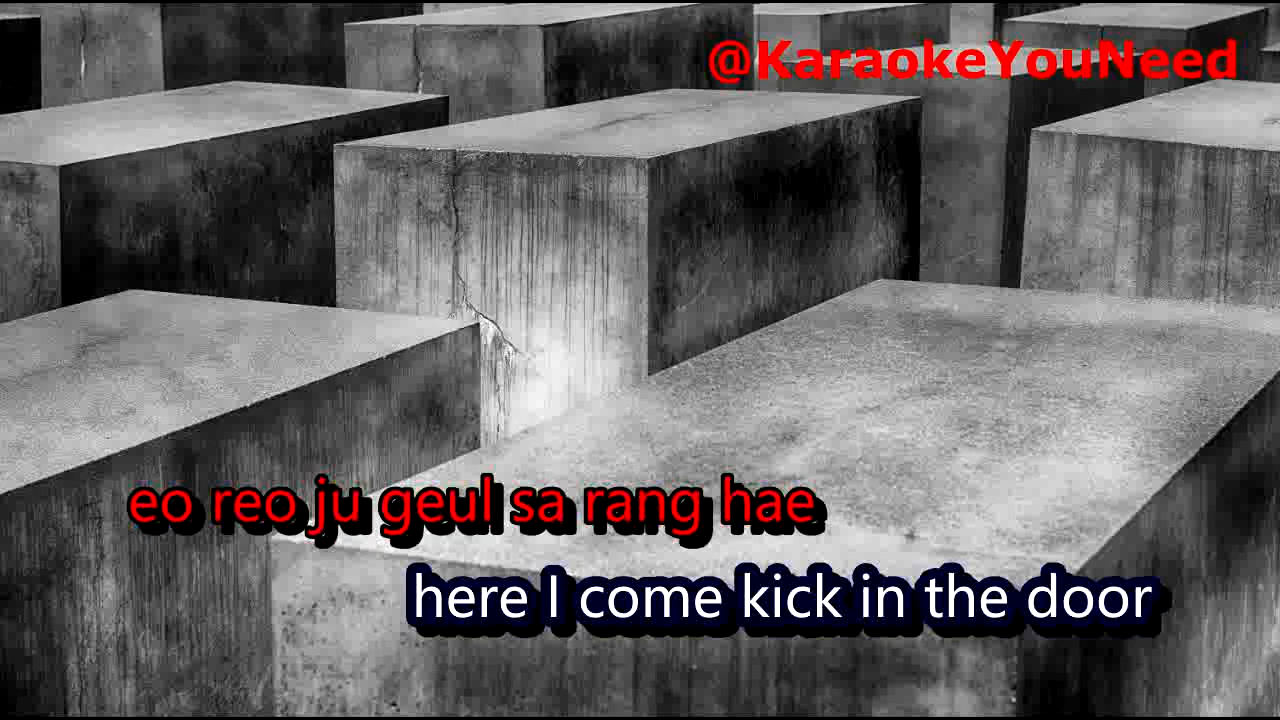 @KaraokeYouNeed
eo reo ju geul sa rang hae
here I come kick in the door